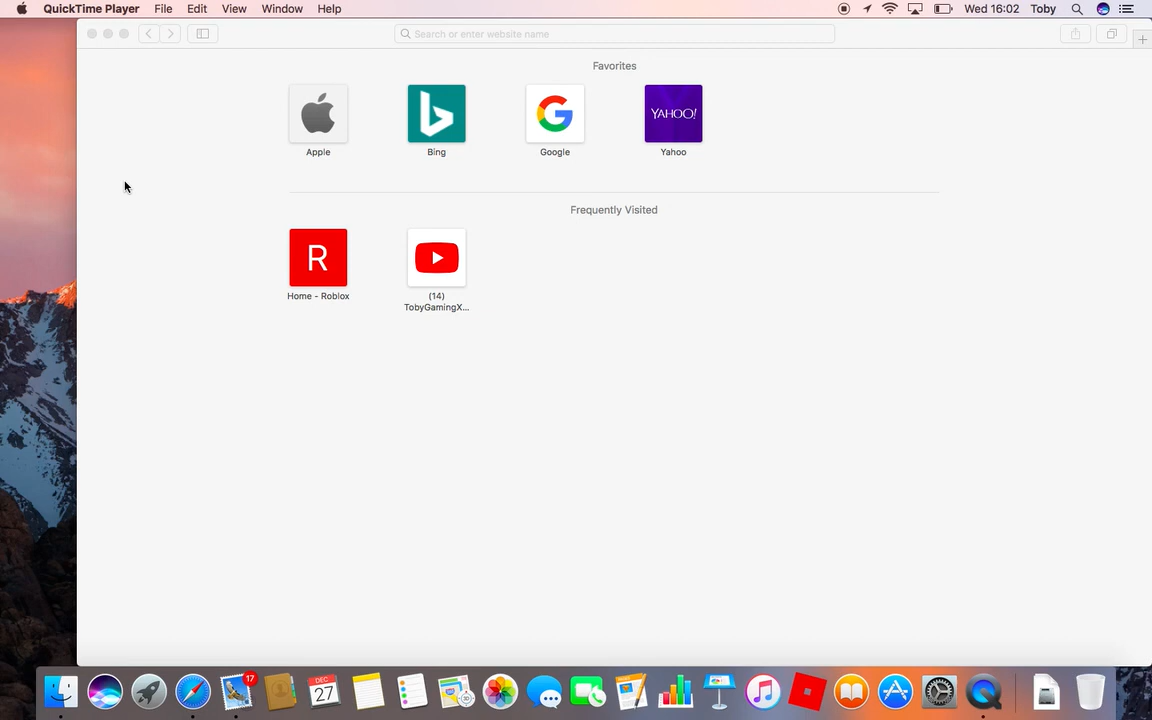 QuickTime Player File Edit View Window Help Wed 16:02 Toby
Search or enter website name
Favorites
YAHOO!
Apple Bing Google Yahoo
Frequently Visited
R
Home - Roblox (14)
TobyGamingX...
17
DEC
27
3D